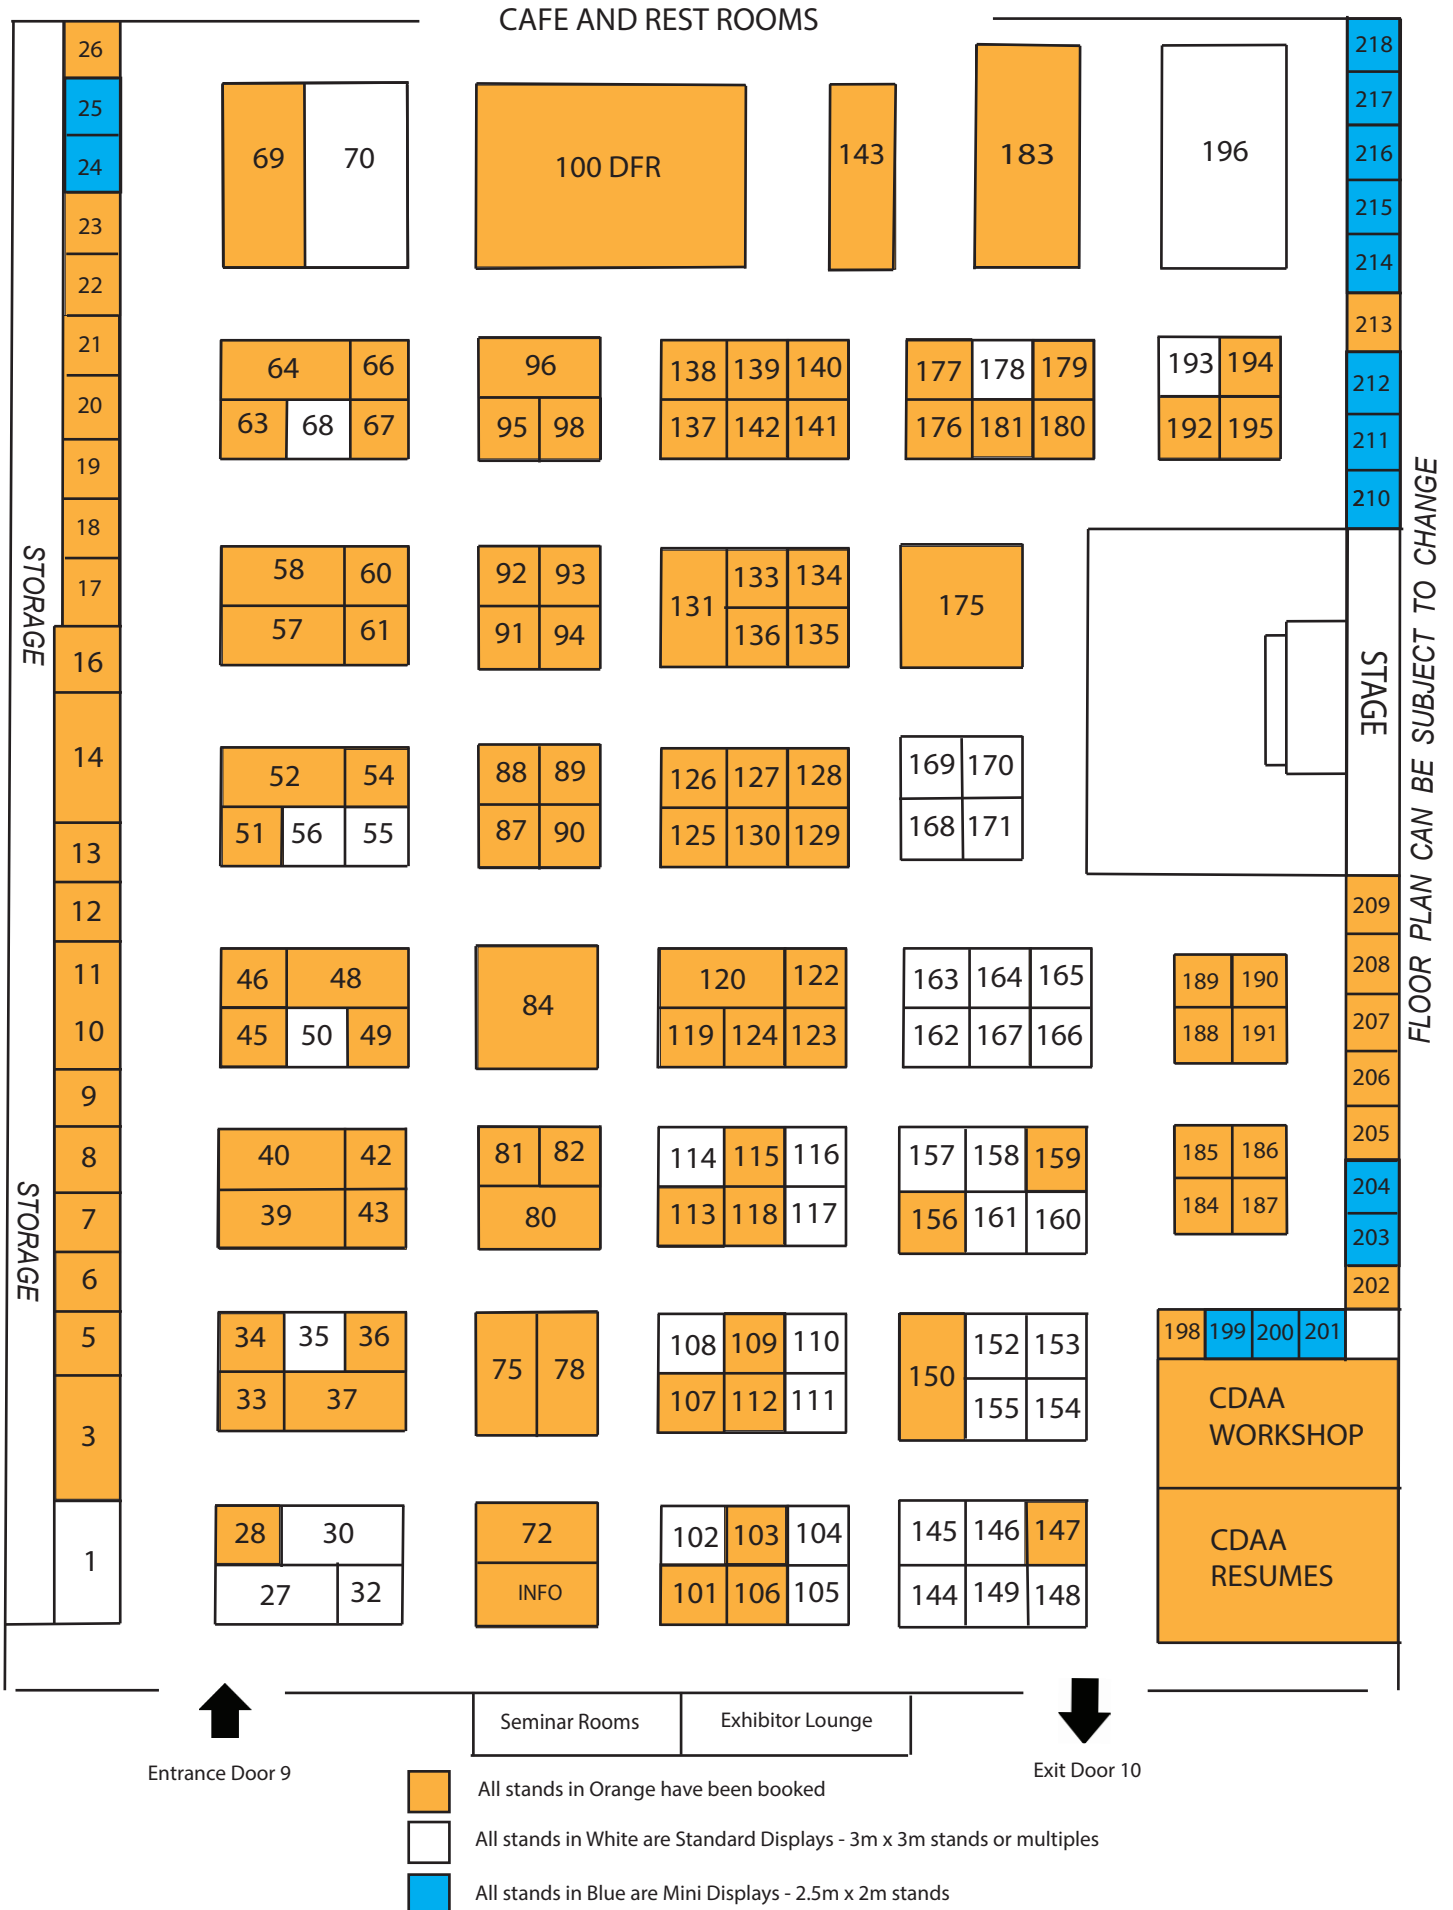 CAFE AND REST ROOMS
26
25
24
23
22
21
20
19
18
17
16
14
13
12
11
10
9
8
7
6
5
3
1
STORAGE
STORAGE
69 70
100 DFR
143
183
196
64 66
63 68 67
96
95 98
138 139 140
137 142 141
177 178 179
176 181 180
193 194
192 195
58 60
57 61
92 93
91 94
131 133 134
136 135
175
52 54
51 56 55
88 89
87 90
126 127 128
125 130 129
169 170
168 171
46 48
45 50 49
84
120 122
119 124 123
163 164 165
162 167 166
189 190
188 191
40 42
39 43
81 82
80
114 115 116
113 118 117
157 158 159
156 161 160
185 186
184 187
34 35 36
33 37
75 78
108 109 110
107 112 111
150 152 153
155 154
28 30
27 32
72
INFO
102 103 104
101 106 105
145 146 147
144 149 148
218
217
216
215
214
213
212
211
210
STAGE
209
208
207
206
205
204
203
202
198 199 200 201
CDAA
WORKSHOP
CDAA
RESUMES
FLOOR PLAN CAN BE SUBJECT TO CHANGE
Seminar Rooms
Exhibitor Lounge
Entrance Door 9
Exit Door 10
All stands in Orange have been booked
All stands in White are Standard Displays - 3m x 3m stands or multiples
All stands in Blue are Mini Displays - 2.5m x 2m stands